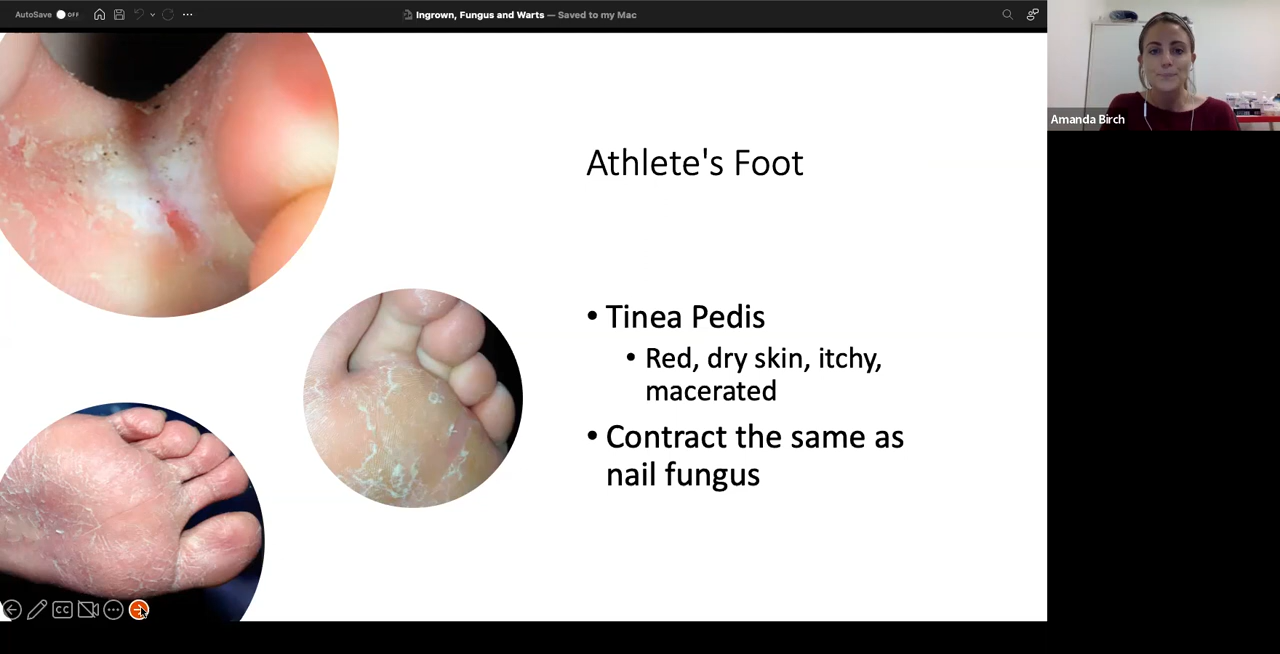 AutoSave OFF
Ingrown, Fungus and Warts — Saved to my Mac
Amanda Birch
Athlete's Foot
• Tinea Pedis
• Red, dry skin, itchy,
macerated
• Contract the same as
nail fungus
CC